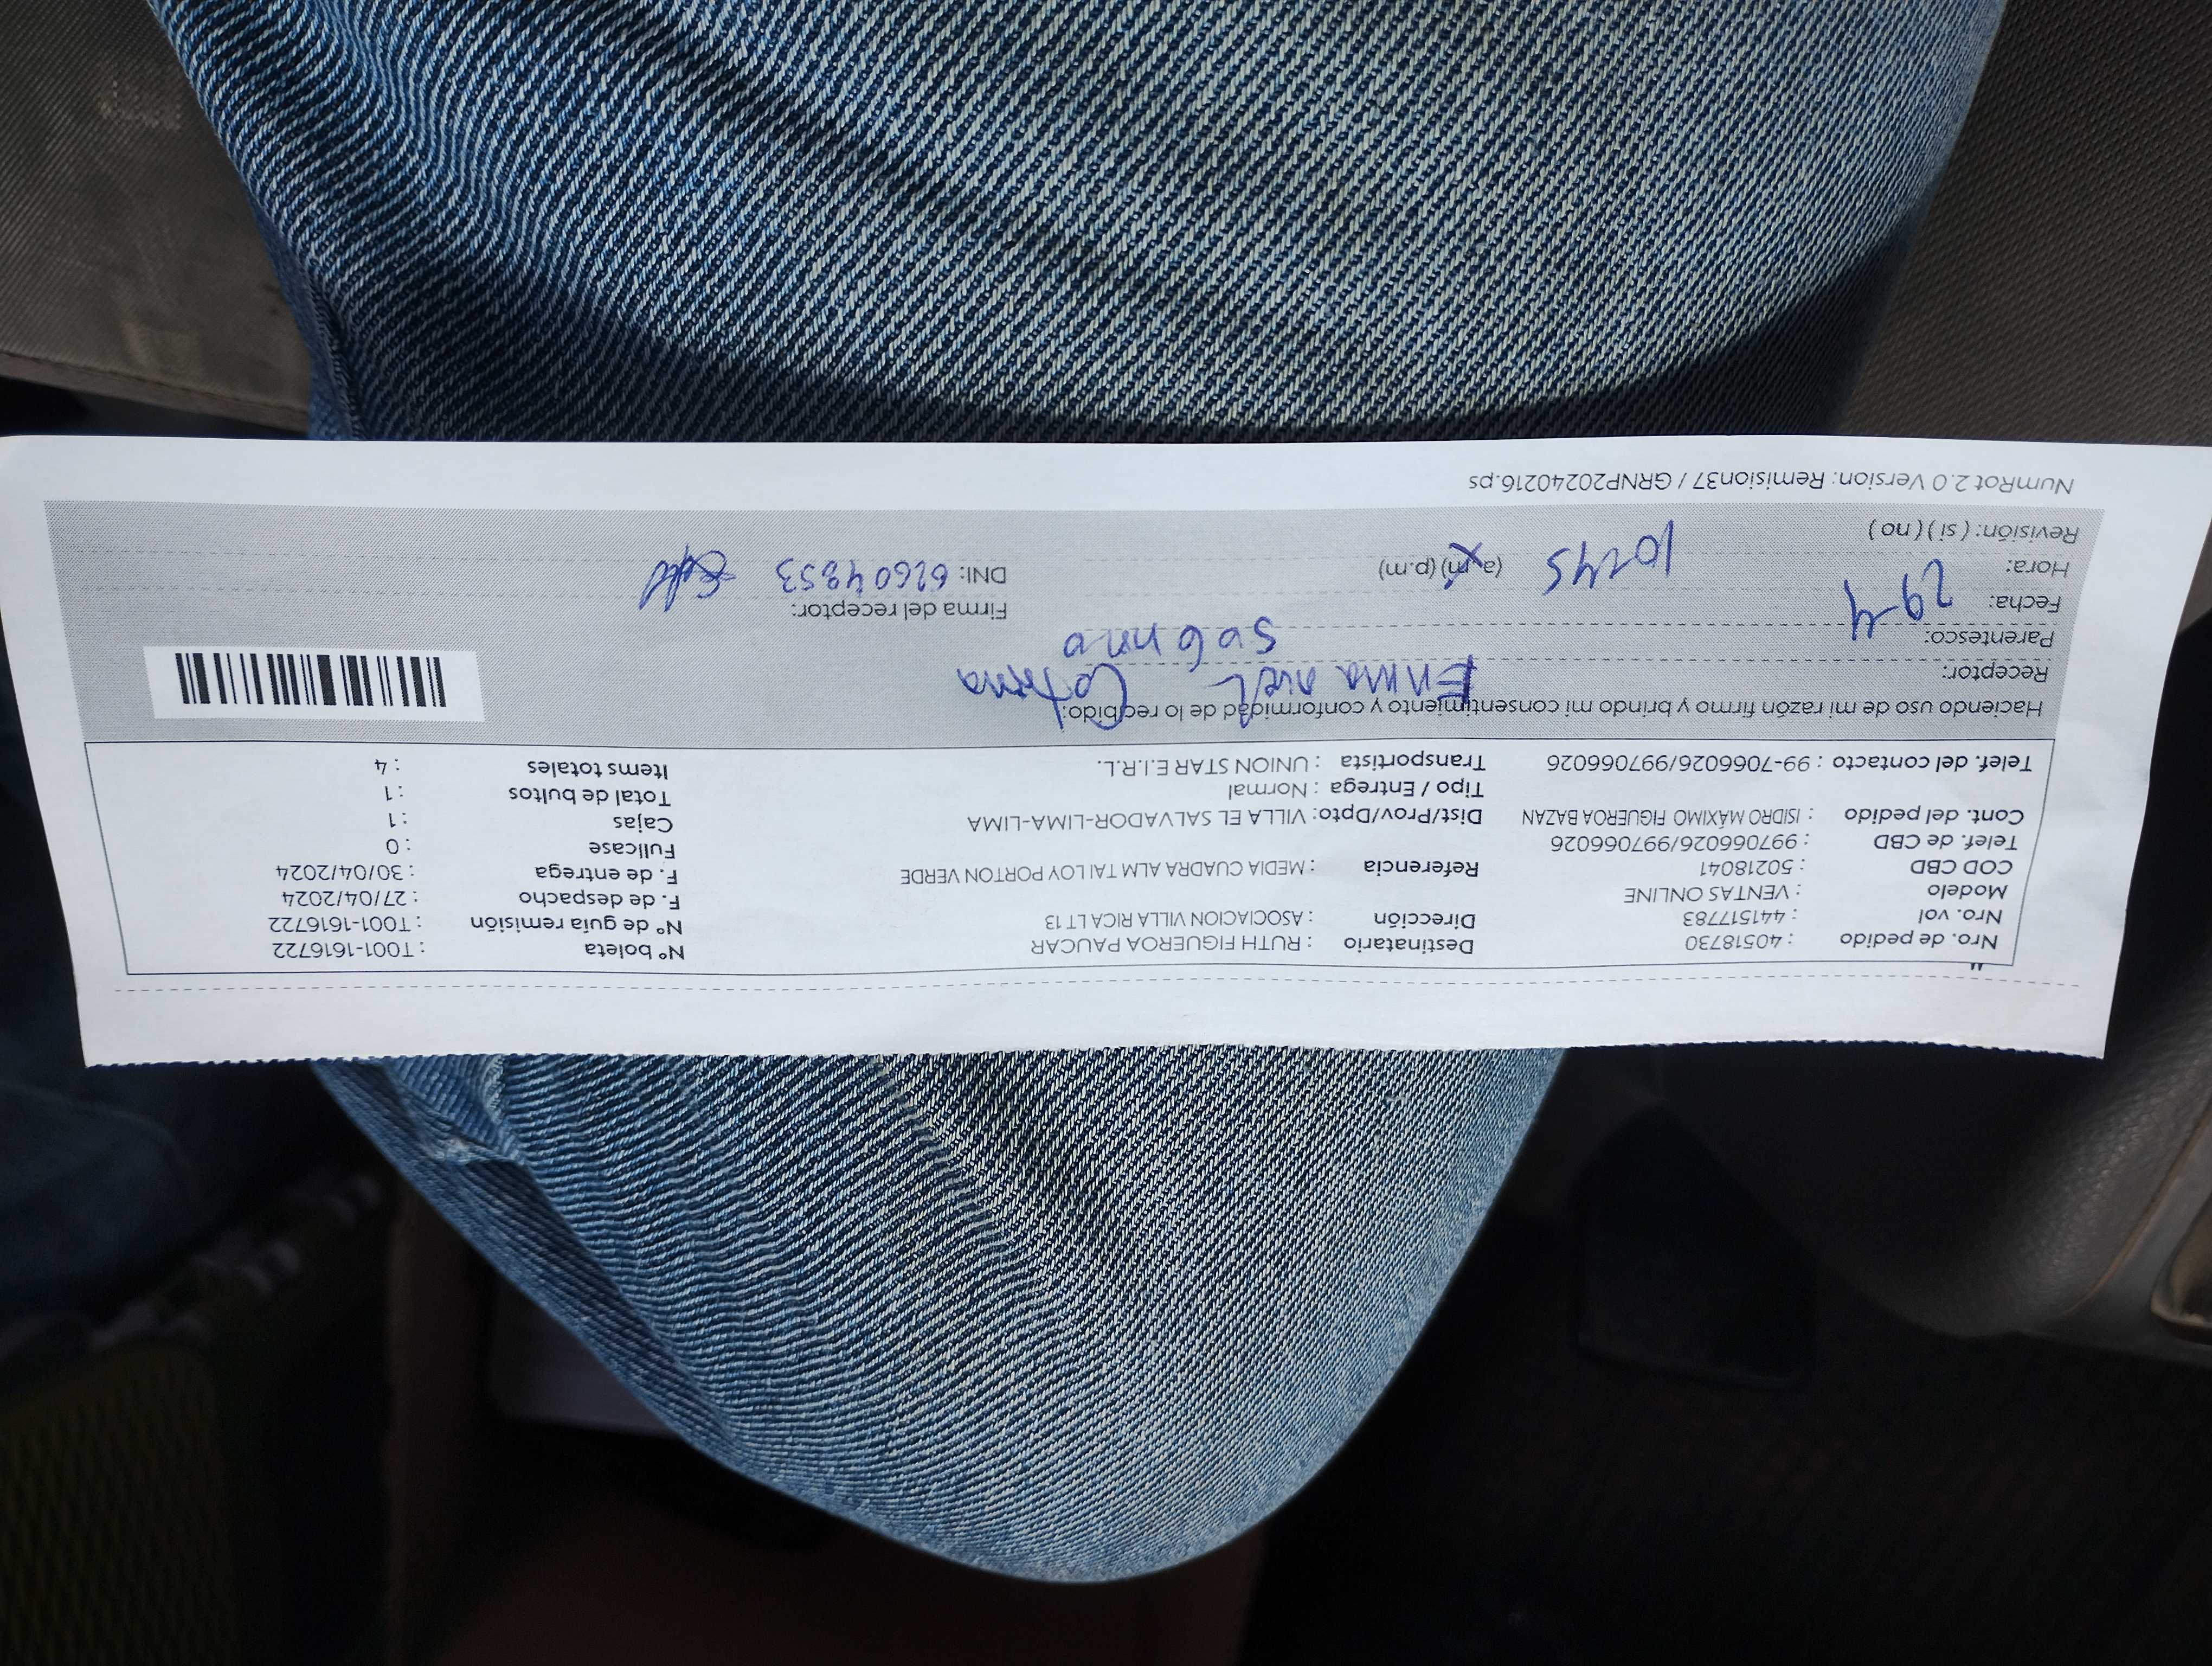 Nro. de pedido : 40518730 Destinatario : RUTH FIGUEROA PAUCAR N° boleta : T001-1616722
Nro. vol : 441517783 Dirección : ASOCIACION VILLA RICA LT 13 N° de guía remisión : T001-1616722
Modelo : VENTAS ONLINE F. de despacho : 27/04/2024
COD CBD : 50218041 Referencia : MEDIA CUADRA ALM TAI LOY PORTON VERDE F. de entrega : 30/04/2024
Telef. de CBD : 997066026/997066026 Fullcase : 0
Cont. del pedido : ISIDRO MÁXIMO FIGUEROA BAZAN Dist/Prov/Dpto: VILLA EL SALVADOR-LIMA-LIMA Cajas : 1
Tipo / Entrega : Normal Total de bultos : 1
Telef. del contacto : 99-7066026/997066026 Transportista : UNION STAR E.I.R.L. Items totales : 4
Haciendo uso de mi razón firmo y brindo mi consentimiento y conformidad de lo recibido:
Receptor: Enmanuel
Parentesco: Sobrino
Fecha: 29-4 Firma del receptor:
Hora: 10:45 (a.m) (p.m) DNI: 62604853
Revisión: ( si ) ( no )
NumRot 2.0 Version: Remision37 / GRNP20240216.ps